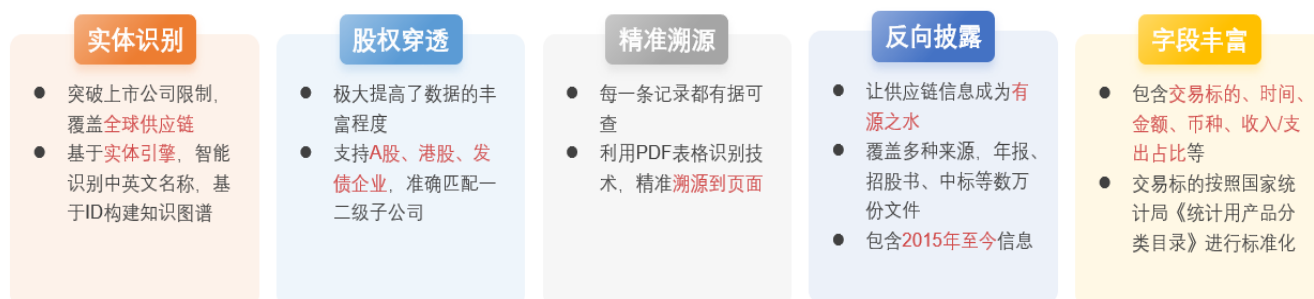 实体识别
突破上市公司限制，
覆盖全球供应链
基于实体引擎，智能
识别中英文名称，基
于ID构建知识图谱
股权穿透
极大提高了数据的丰
富程度
支持A股、港股、发
债企业，准确匹配一
二级子公司
精准溯源
每一条记录都有据可
查
利用PDF表格识别技
术，精准溯源到页面
反向披露
让供应链信息成为有
源之水
覆盖多种来源，年报、
招股书、中标等数万
份文件
包含2015年至今信息
字段丰富
包含交易标的、时间、
金额、币种、收入/支
出占比等
交易标的按照国家统
计局《统计用产品分
类目录》进行标准化